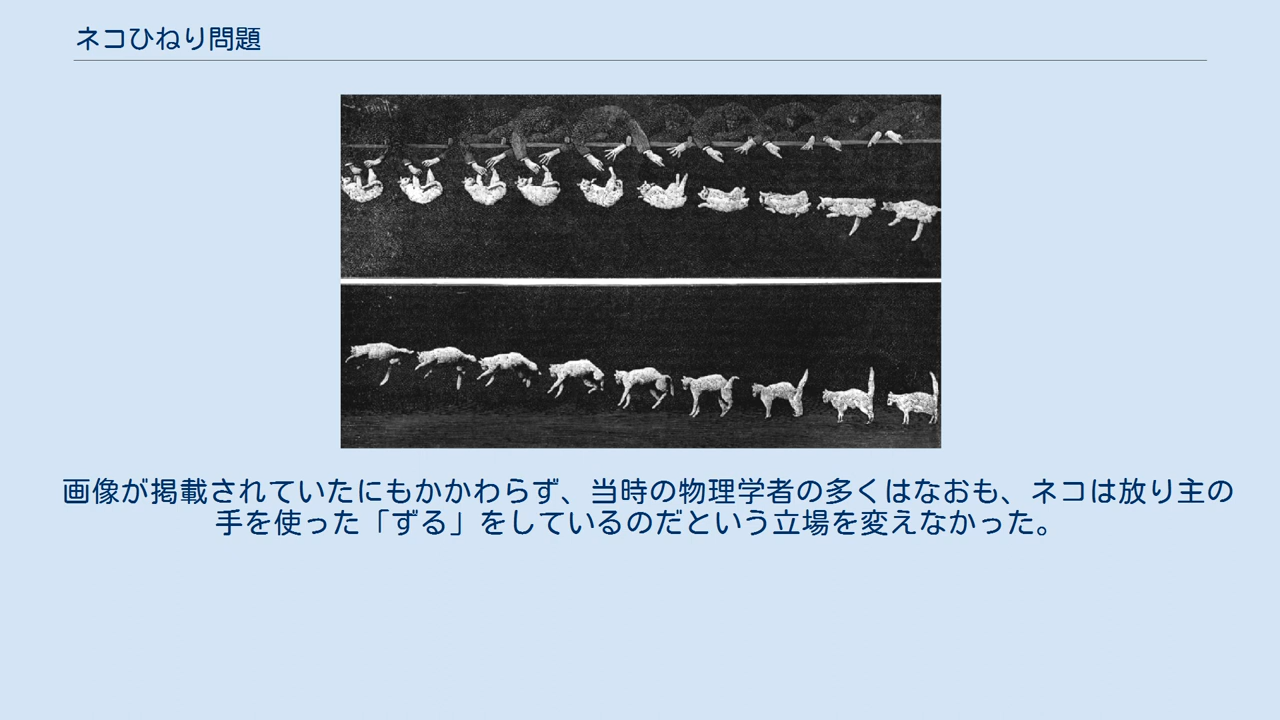 ネコひねり問題
画像が掲載されていたにもかかわらず、当時の物理学者の多くはなおも、ネコは放り主の
手を使った「ずる」をしているのだという立場を変えなかった。